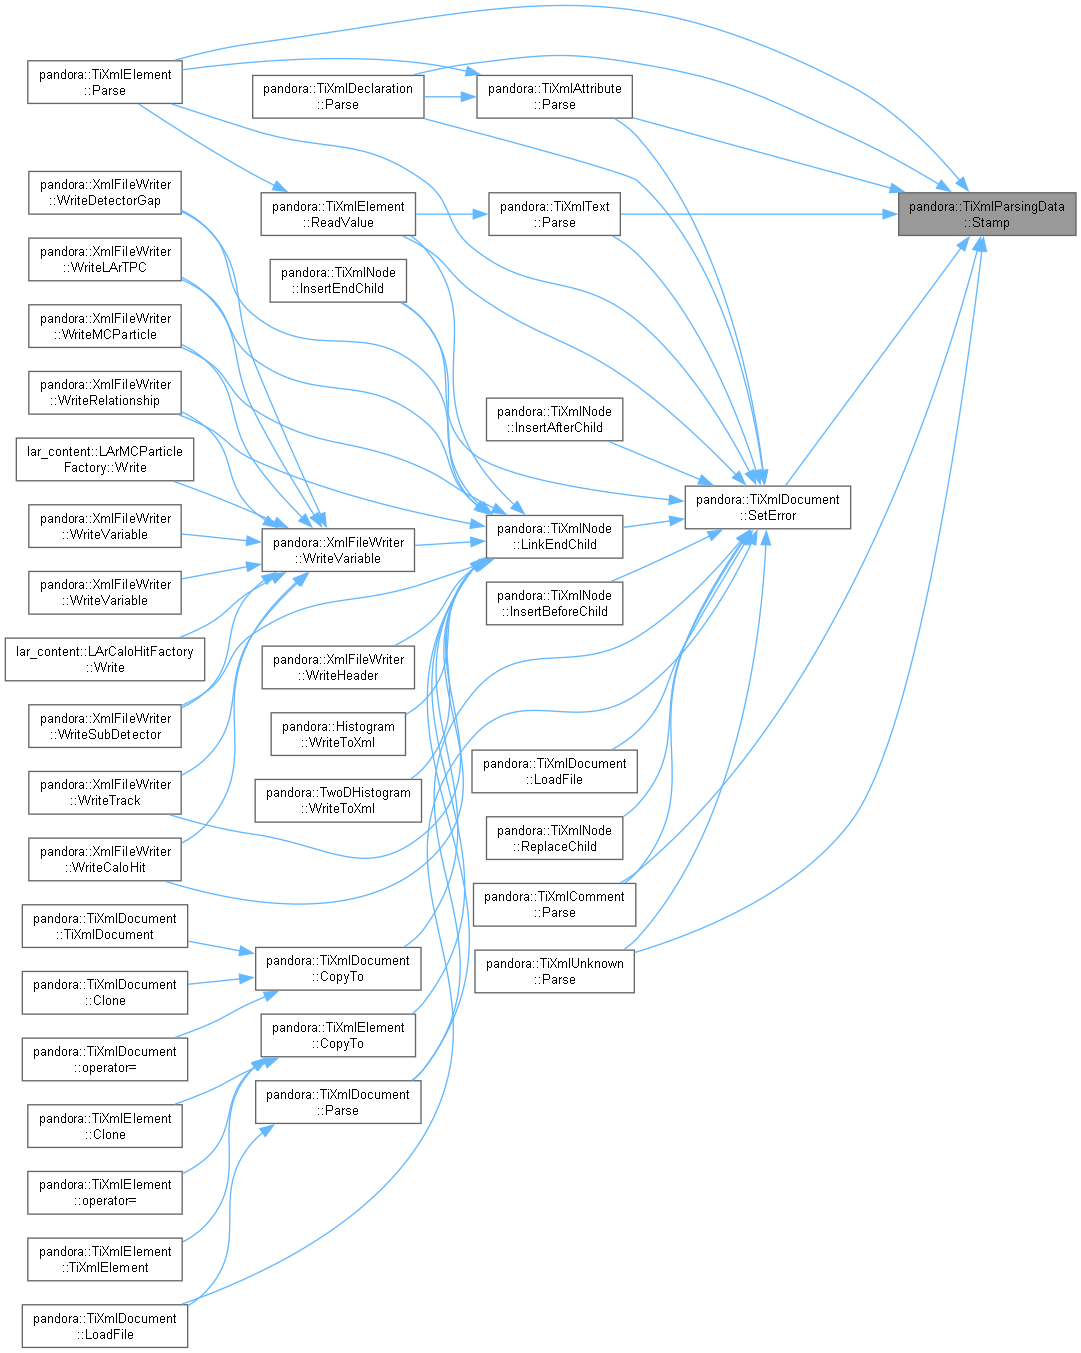 pandora::TiXmlElement
::Parse
pandora::TiXmlDeclaration
::Parse
pandora::TiXmlAttribute
::Parse
pandora::XmlFileWriter
::WriteDetectorGap
pandora::TiXmlElement
::ReadValue
pandora::TiXmlText
::Parse
pandora::TiXmlParsingData
::Stamp
pandora::XmlFileWriter
::WriteLArTPC
pandora::TiXmlNode
::InsertEndChild
pandora::XmlFileWriter
::WriteMCParticle
pandora::XmlFileWriter
::WriteRelationship
pandora::TiXmlNode
::InsertAfterChild
lar_content::LArMCParticle
Factory::Write
pandora::TiXmlDocument
::SetError
pandora::XmlFileWriter
::WriteVariable
pandora::XmlFileWriter
::WriteVariable
pandora::TiXmlNode
::LinkEndChild
pandora::XmlFileWriter
::WriteVariable
pandora::TiXmlNode
::InsertBeforeChild
lar_content::LArCaloHitFactory
::Write
pandora::XmlFileWriter
::WriteHeader
pandora::XmlFileWriter
::WriteSubDetector
pandora::Histogram
::WriteToXml
pandora::TiXmlDocument
::LoadFile
pandora::XmlFileWriter
::WriteTrack
pandora::TwoDHistogram
::WriteToXml
pandora::TiXmlNode
::ReplaceChild
pandora::XmlFileWriter
::WriteCaloHit
pandora::TiXmlComment
::Parse
pandora::TiXmlDocument
::TiXmlDocument
pandora::TiXmlDocument
::CopyTo
pandora::TiXmlUnknown
::Parse
pandora::TiXmlDocument
::Clone
pandora::TiXmlElement
::CopyTo
pandora::TiXmlDocument
::operator=
pandora::TiXmlDocument
::Parse
pandora::TiXmlElement
::Clone
pandora::TiXmlElement
::operator=
pandora::TiXmlElement
::TiXmlElement
pandora::TiXmlDocument
::LoadFile